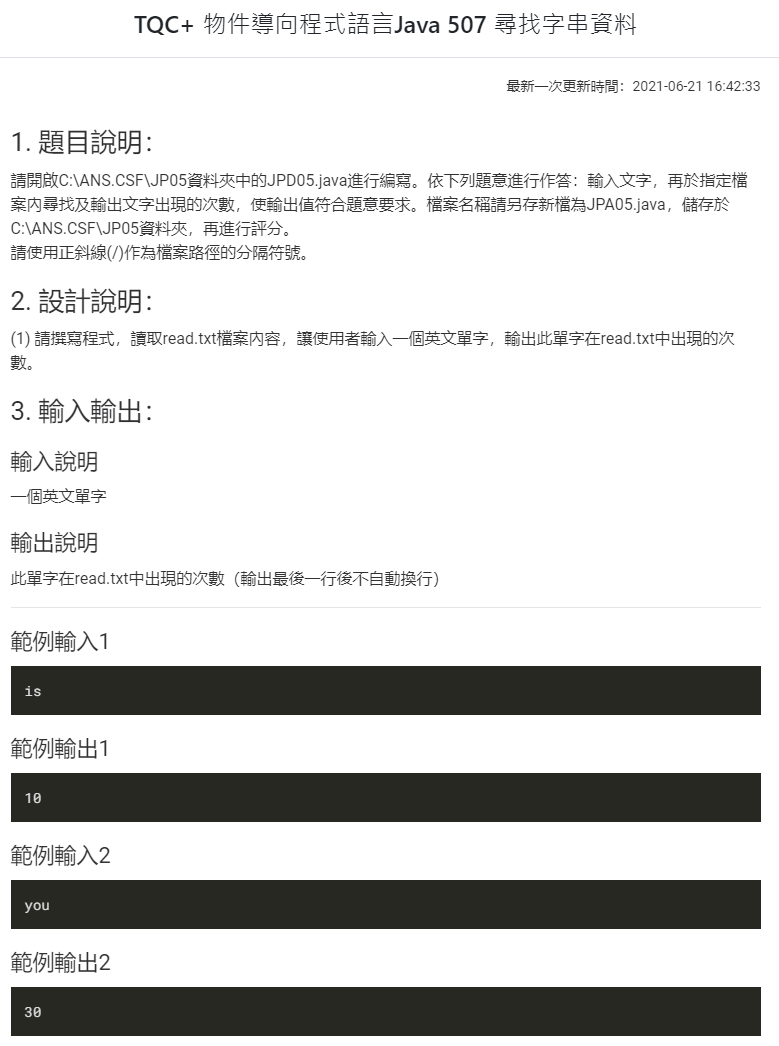 TQC+ 物件導向程式語言Java 507 尋找字串資料
最新一次更新時間：2021-06-21 16:42:33
1. 題目說明：
請開啟C:\ANS.CSF\JP05資料夾中的JPD05.java進行編寫。依下列題意進行作答：輸入文字，再於指定檔
案內尋找及輸出文字出現的次數，使輸出值符合題意要求。檔案名稱請另存新檔為JPA05.java，儲存於
C:\ANS.CSF\JP05資料夾，再進行評分。
請使用正斜線(/)作為檔案路徑的分隔符號。
2. 設計說明：
(1) 請撰寫程式，讀取read.txt檔案內容，讓使用者輸入一個英文單字，輸出此單字在read.txt中出現的次
數。
3. 輸入輸出：
輸入說明
一個英文單字
輸出說明
此單字在read.txt中出現的次數（輸出最後一行後不自動換行）
範例輸入1
is
範例輸出1
10
範例輸入2
you
範例輸出2
30